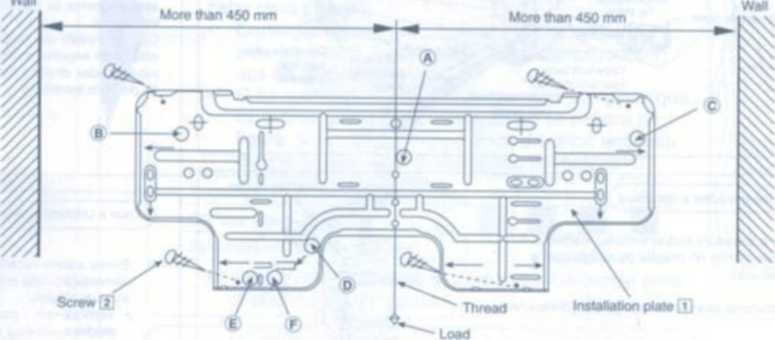 Wall
More than 450 mm
More than 450 mm
Wall
A
B
C
D
E
F
Screw 2
Thread
Installation plate 1
Load